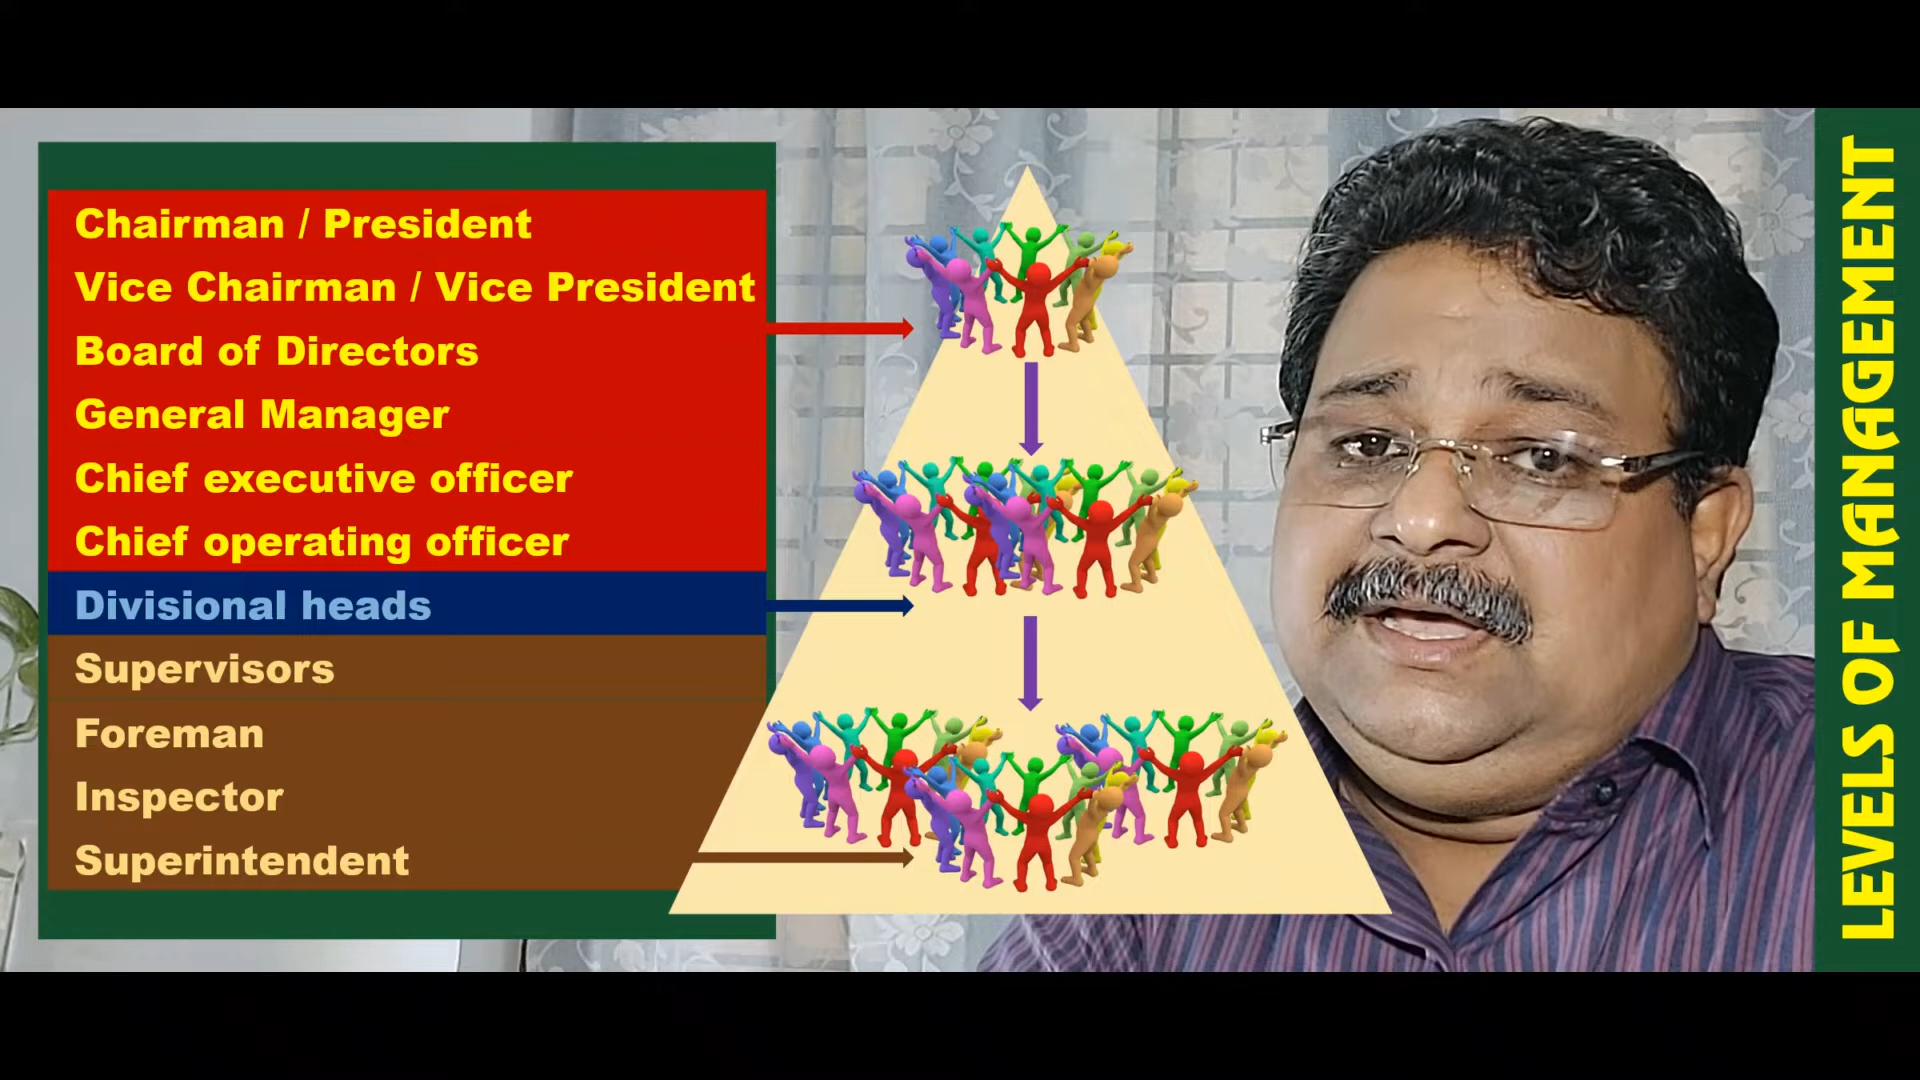 Chairman / President
Vice Chairman / Vice President
Board of Directors
General Manager
Chief executive officer
Chief operating officer
Divisional heads
Supervisors
Foreman
Inspector
Superintendent
LEVELS OF MANAGEMENT